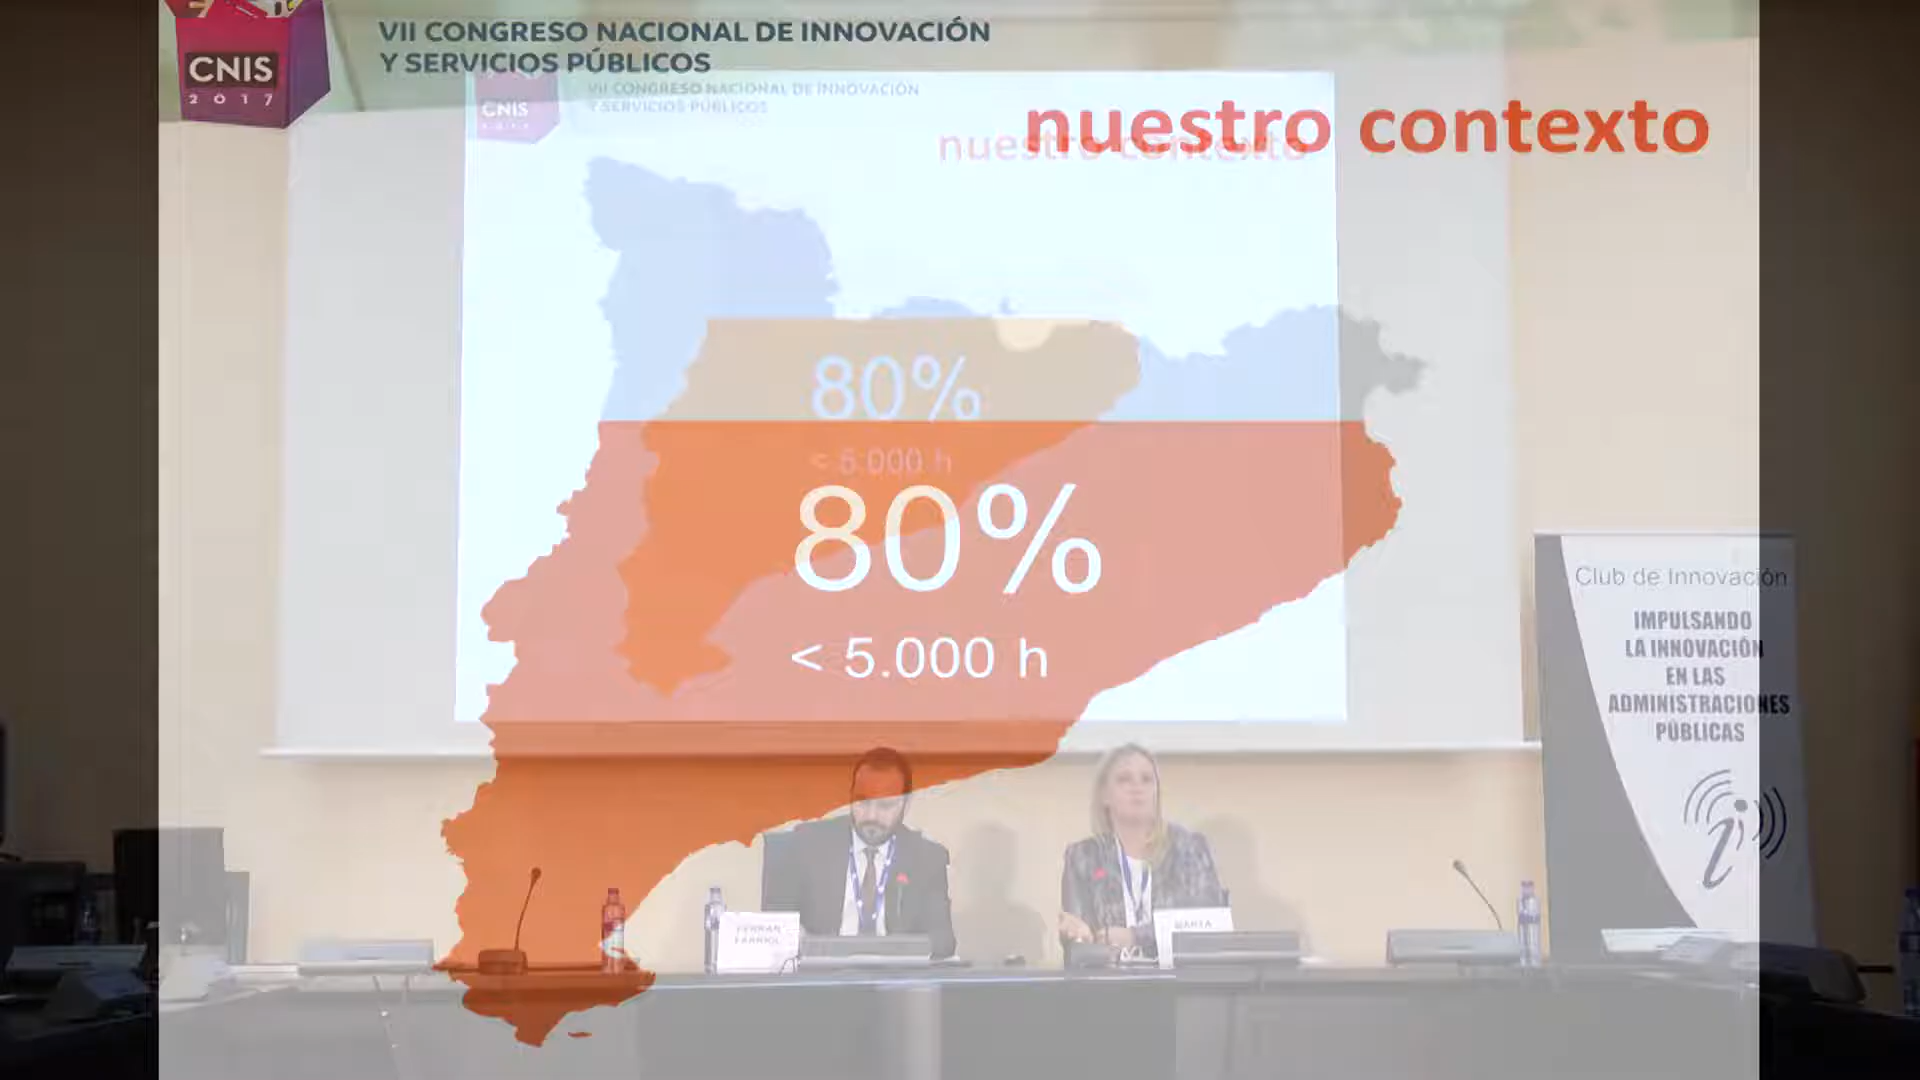 CNIS
2017
VII CONGRESO NACIONAL DE INNOVACIÓN
Y SERVICIOS PÚBLICOS
nuestro contexto
CNIS
VII CONGRESO NACIONAL DE INNOVACIÓN
Y SERVICIOS PÚBLICOS
nuestro contexto
80%
< 5.000 h
80%
< 5.000 h
Club de Innovación
IMPULSANDO
LA INNOVACIÓN
EN LAS
ADMINISTRACIONES
PÚBLICAS
FERRAN
FARRIOL
MARTA